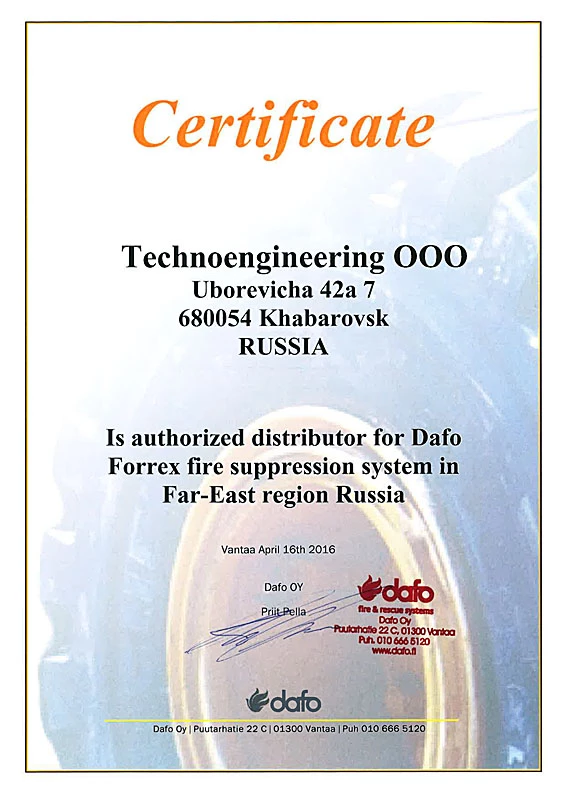 Certificate
Technoengineering OOO
Uborevicha 42a 7
680054 Khabarovsk
RUSSIA
Is authorized distributor for Dafo
Forrex fire suppression system in
Far-East region Russia
Vantaa April 16th 2016
Dafo OY
Priit Pella
dafo
fire & rescue systems
Dafo Oy
Puutarhatie 22 C, 01300 Vantaa
Puh. 010 666 5120
www.dafo.fi
dafo
Dafo Oy | Puutarhatie 22 C | 01300 Vantaa | Puh 010 666 5120